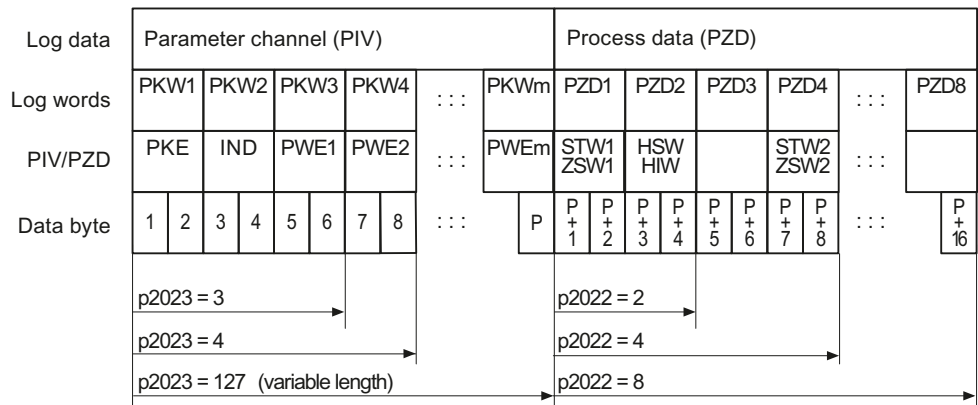 Log data Parameter channel (PIV) Process data (PZD)
Log words PKW1 PKW2 PKW3 PKW4 : : : PKWm PZD1 PZD2 PZD3 PZD4 : : : PZD8
PIV/PZD PKE IND PWE1 PWE2 : : : PWEm STW1 ZSW1 HSW HIW STW2 ZSW2 : : :
Data byte 1 2 3 4 5 6 7 8 : : : P P+1 P+2 P+3 P+4 P+5 P+6 P+7 P+8 : : : P+16
p2023 = 3 p2022 = 2
p2023 = 4 p2022 = 4
p2023 = 127 (variable length) p2022 = 8